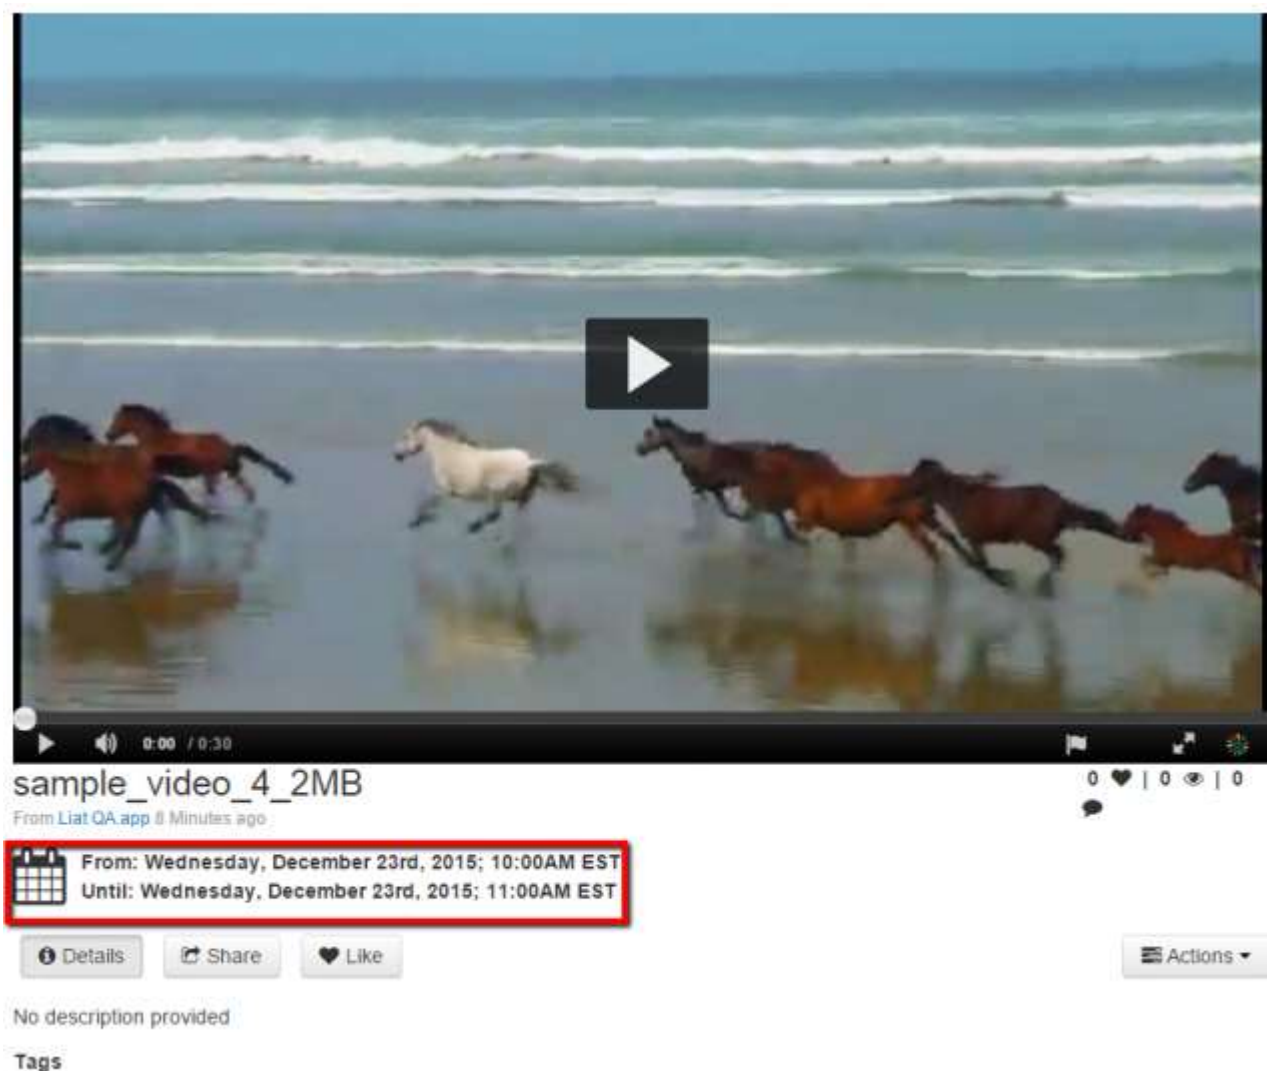 0:00 / 0:30
sample_video_4_2MB
0 | 0 | 0
From Liat QA.app 8 Minutes ago
From: Wednesday, December 23rd, 2015; 10:00AM EST
Until: Wednesday, December 23rd, 2015; 11:00AM EST
Details Share Like Actions
No description provided
Tags